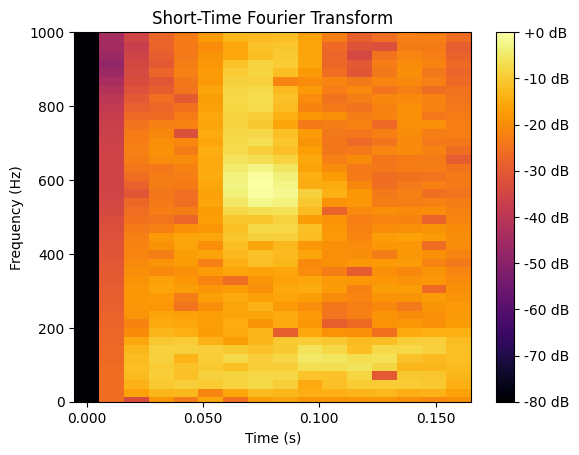 Short-Time Fourier Transform
1000
800
600
400
200
0
Frequency (Hz)
0.000
0.050
0.100
0.150
Time (s)
+0 dB
-10 dB
-20 dB
-30 dB
-40 dB
-50 dB
-60 dB
-70 dB
-80 dB